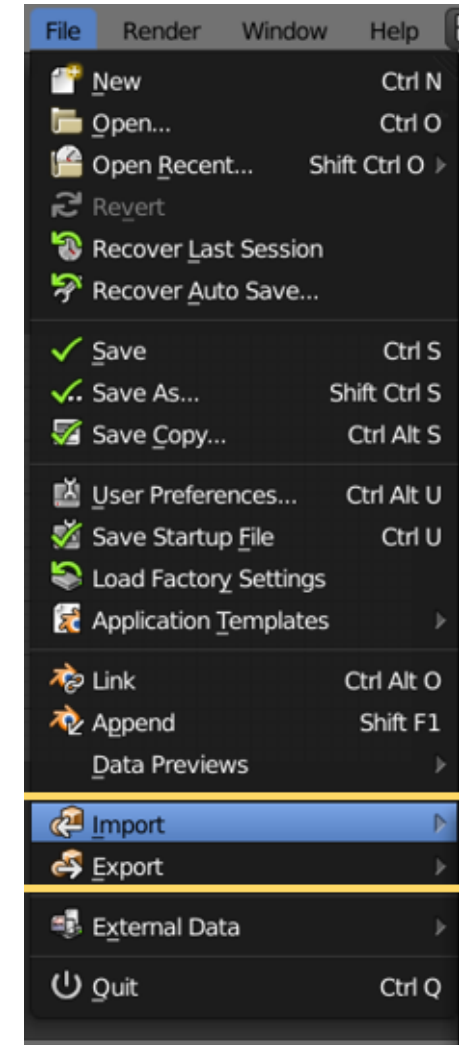 File Render Window Help
New Ctrl N
Open... Ctrl O
Open Recent... Shift Ctrl O
Revert
Recover Last Session
Recover Auto Save...
Save Ctrl S
Save As... Shift Ctrl S
Save Copy... Ctrl Alt S
User Preferences... Ctrl Alt U
Save Startup File Ctrl U
Load Factory Settings
Application Templates
Link Ctrl Alt O
Append Shift F1
Data Previews
Import
Export
External Data
Quit Ctrl Q